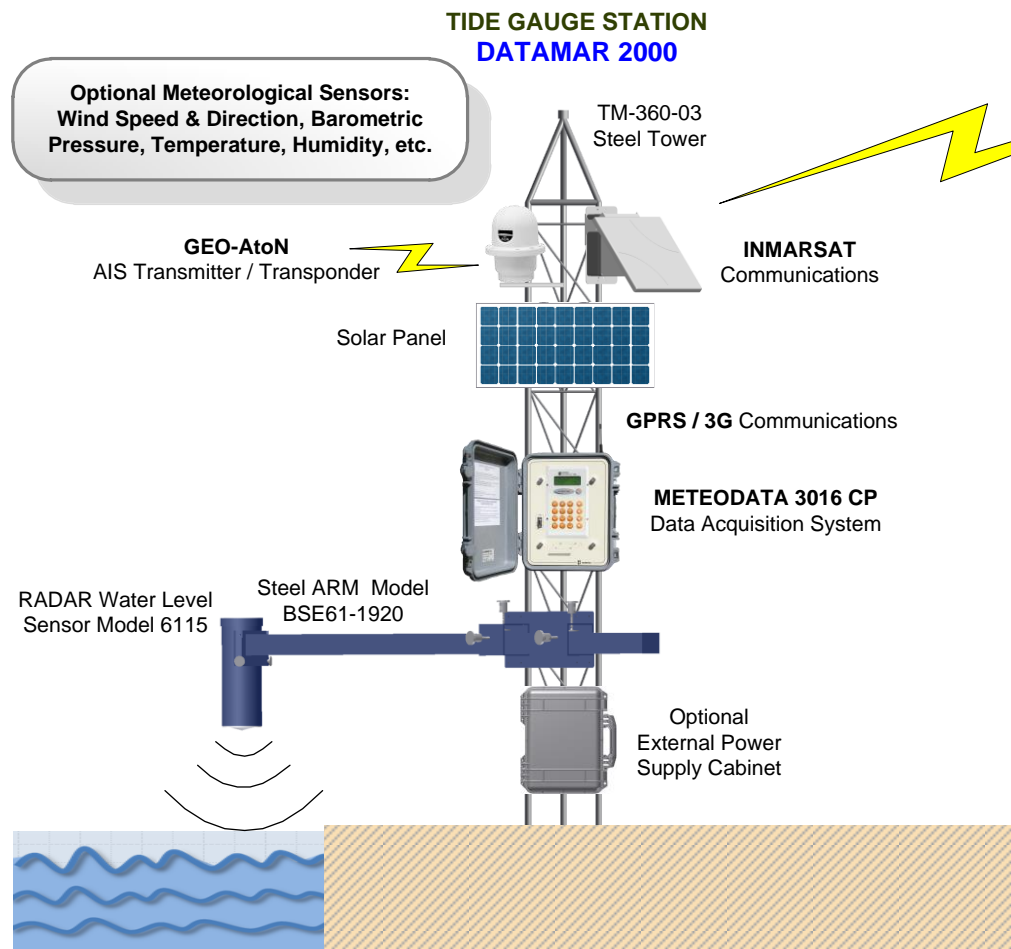 TIDE GAUGE STATION
DATAMAR 2000
Optional Meteorological Sensors:
Wind Speed & Direction, Barometric
Pressure, Temperature, Humidity, etc.
TM-360-03
Steel Tower
GEO-AtoN
AIS Transmitter / Transponder
INMARSAT
Communications
Solar Panel
GPRS / 3G Communications
METEODATA 3016 CP
Data Acquisition System
Steel ARM Model
BSE61-1920
RADAR Water Level
Sensor Model 6115
Optional
External Power
Supply Cabinet